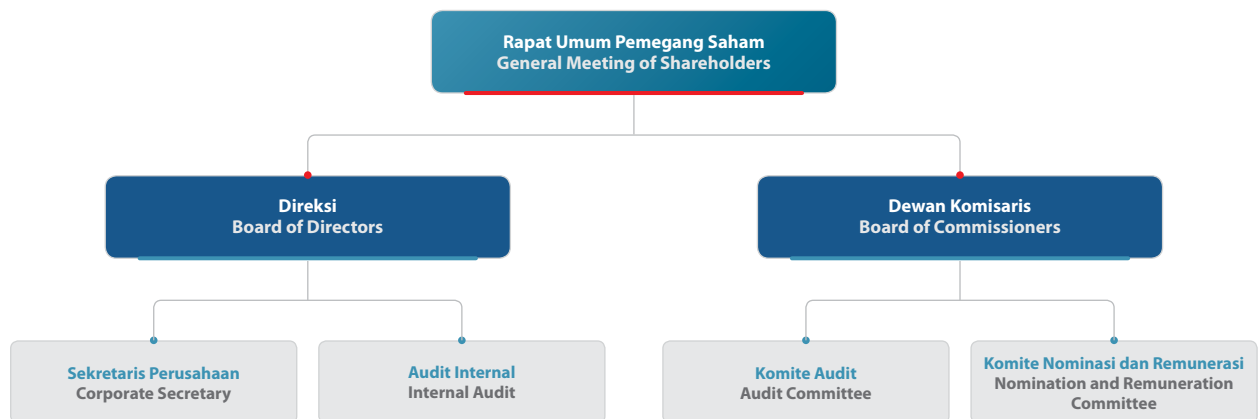 Rapat Umum Pemegang Saham
General Meeting of Shareholders
Direksi
Board of Directors
Dewan Komisaris
Board of Commissioners
Sekretaris Perusahaan
Corporate Secretary
Audit Internal
Internal Audit
Komite Audit
Audit Committee
Komite Nominasi dan Remunerasi
Nomination and Remuneration
Committee